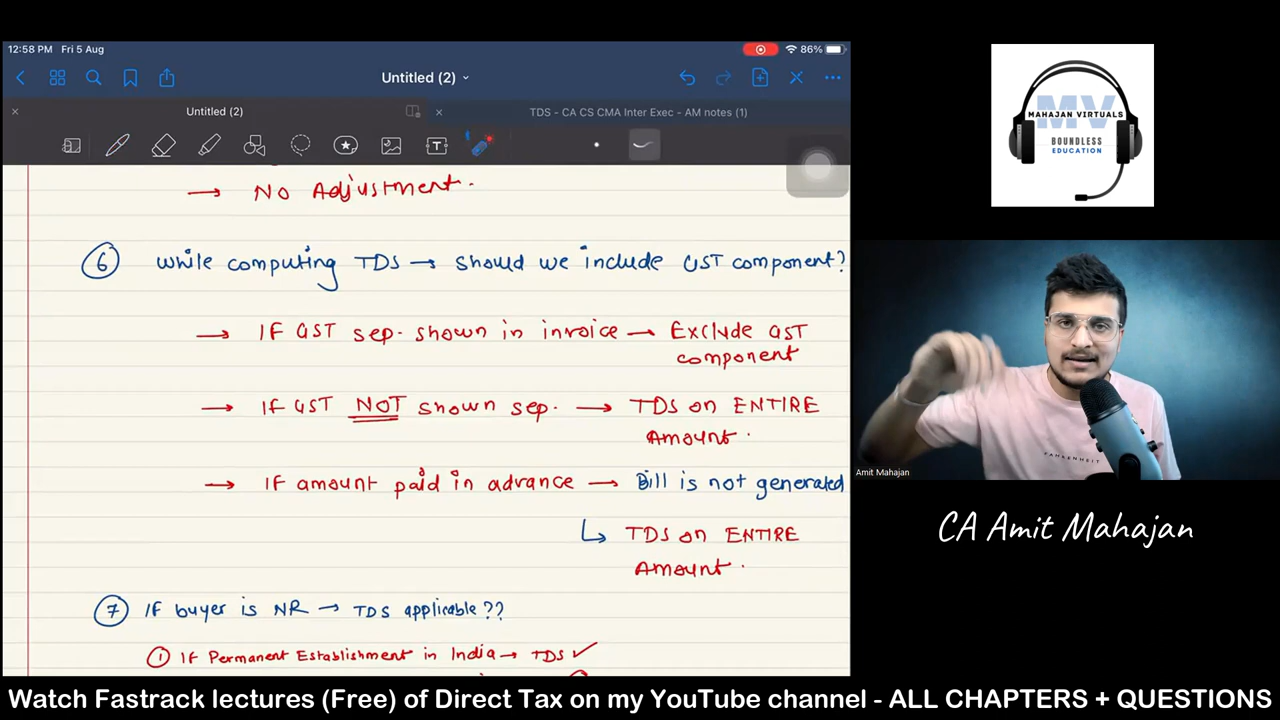 12:58 PM Fri 5 Aug
86%
Untitled (2)
Untitled (2)
TDS - CA CS CMA Inter Exec - AM notes (1)
→ No Adjustment.
6 While computing TDS → should we include GST component?
→ If GST sep. shown in invoice → Exclude GST
component
→ If GST NOT shown sep. → TDS on ENTIRE
Amount.
→ If amount paid in advance → Bill is not generated
↳ TDS on ENTIRE
Amount.
7 If buyer is NR → TDS applicable??
1 If Permanent Establishment in India → TDS ✓
MV
MAHAJAN VIRTUALS
BOUNDLESS
EDUCATION
FAHRENHEIT
Amit Mahajan
CA Amit Mahajan
Watch Fastrack lectures (Free) of Direct Tax on my YouTube channel - ALL CHAPTERS + QUESTIONS